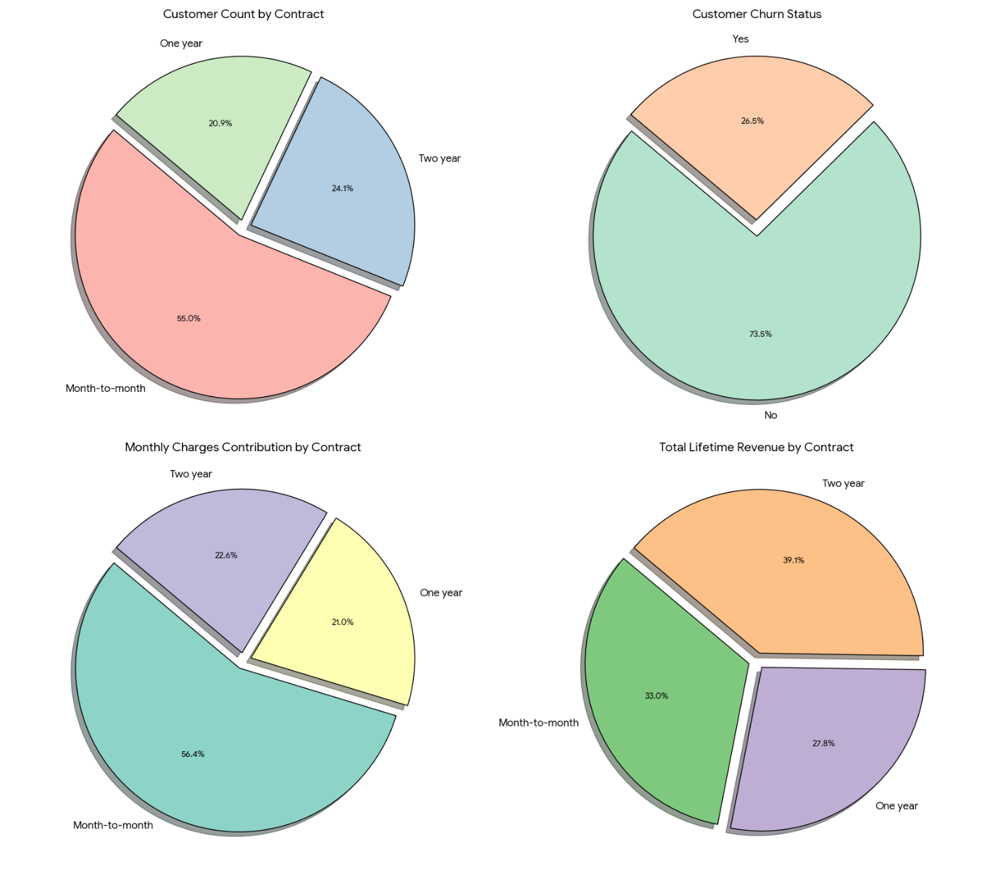 Customer Count by Contract
One year
20.9%
Two year
24.1%
55.0%
Month-to-month
Customer Churn Status
Yes
26.5%
73.5%
No
Monthly Charges Contribution by Contract
Two year
22.6%
One year
21.0%
56.4%
Month-to-month
Total Lifetime Revenue by Contract
Two year
39.1%
33.0%
Month-to-month
27.8%
One year